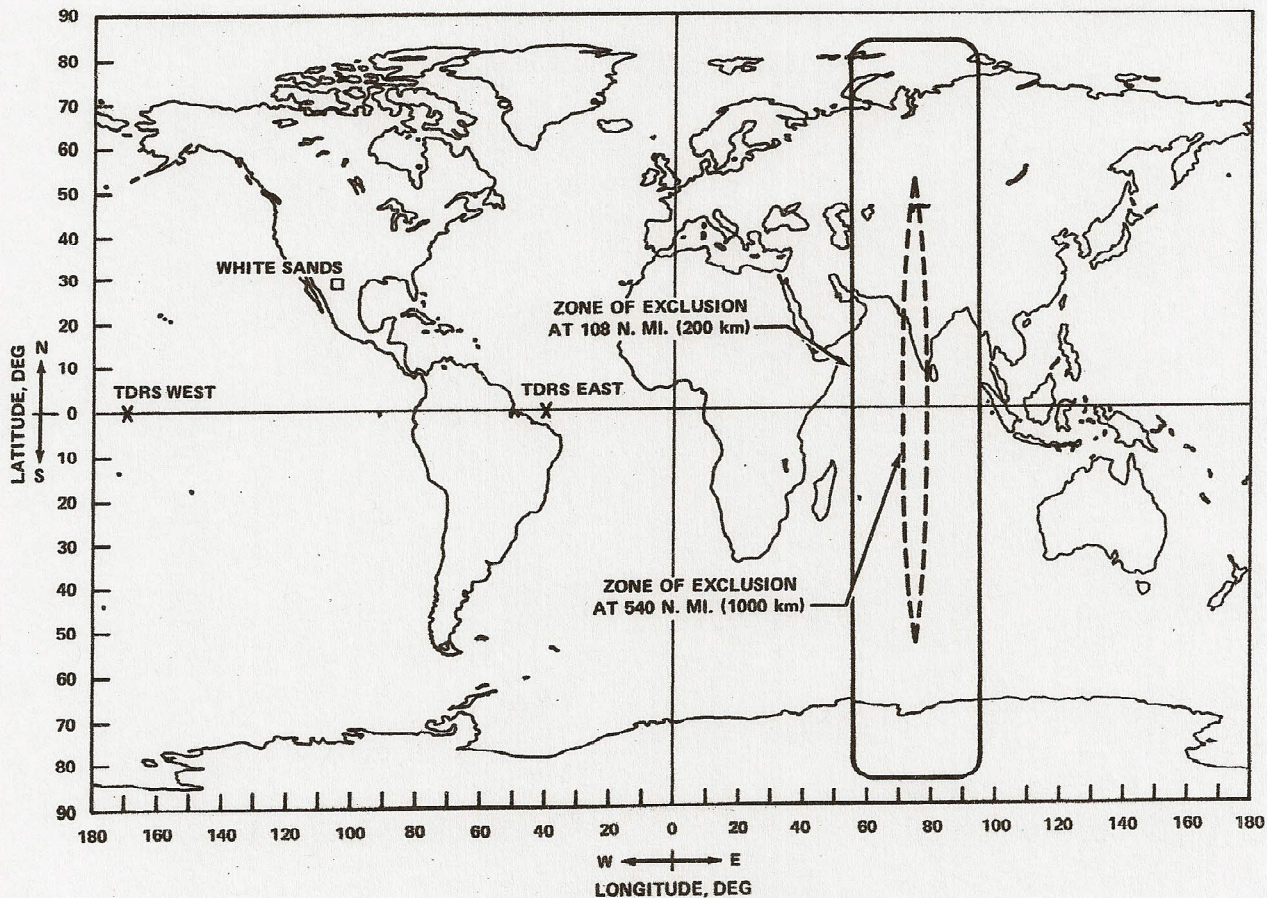 90
80
70
60
50
40
30
20
10
0
10
20
30
40
50
60
70
80
90
LATITUDE, DEG
N
S
WHITE SANDS
TDRS WEST
TDRS EAST
ZONE OF EXCLUSION
AT 108 N. MI. (200 km)
ZONE OF EXCLUSION
AT 540 N. MI. (1000 km)
180 160 140 120 100 80 60 40 20 0 20 40 60 80 100 120 140 160 180
W E
LONGITUDE, DEG